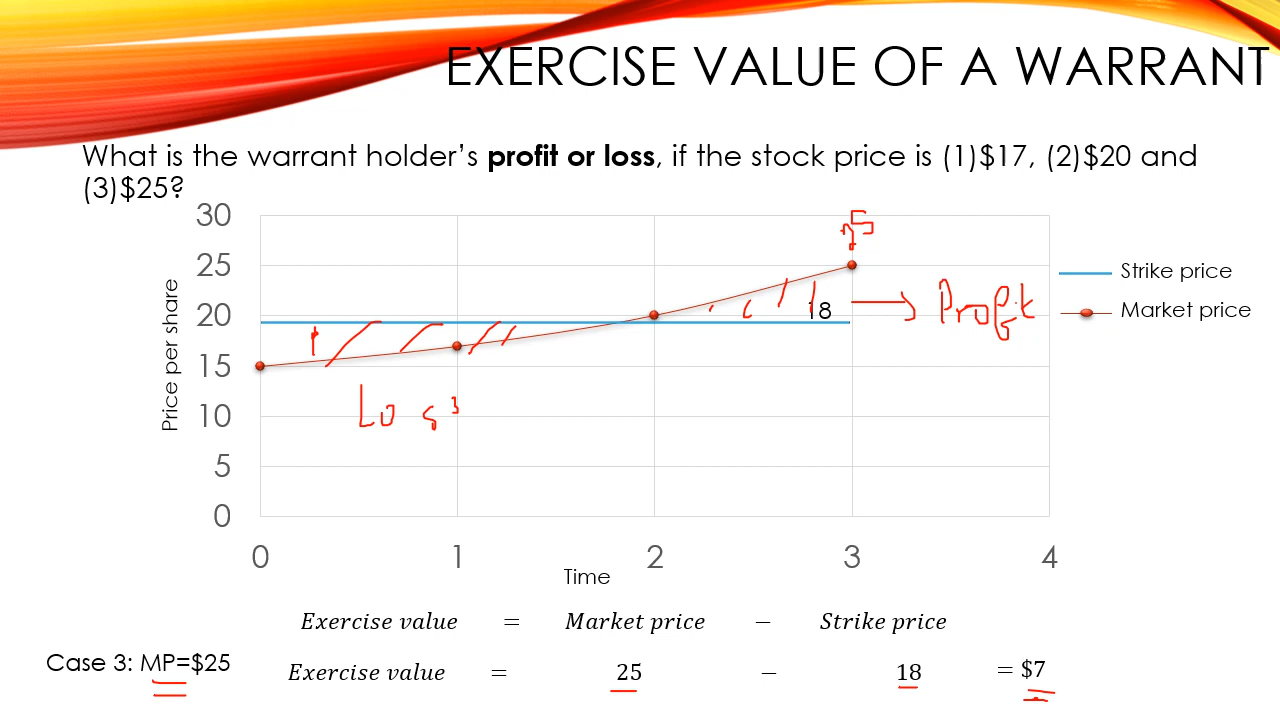 EXERCISE VALUE OF A WARRANT
What is the warrant holder’s profit or loss, if the stock price is (1)$17, (2)$20 and
(3)$25?
30
25
25
20
15
10
5
0
Price per share
18
Profit
Loss
Strike price
Market price
0 1 2 3 4
Time
Exercise value = Market price − Strike price
Case 3: MP=$25
Exercise value = 25 − 18 = $7